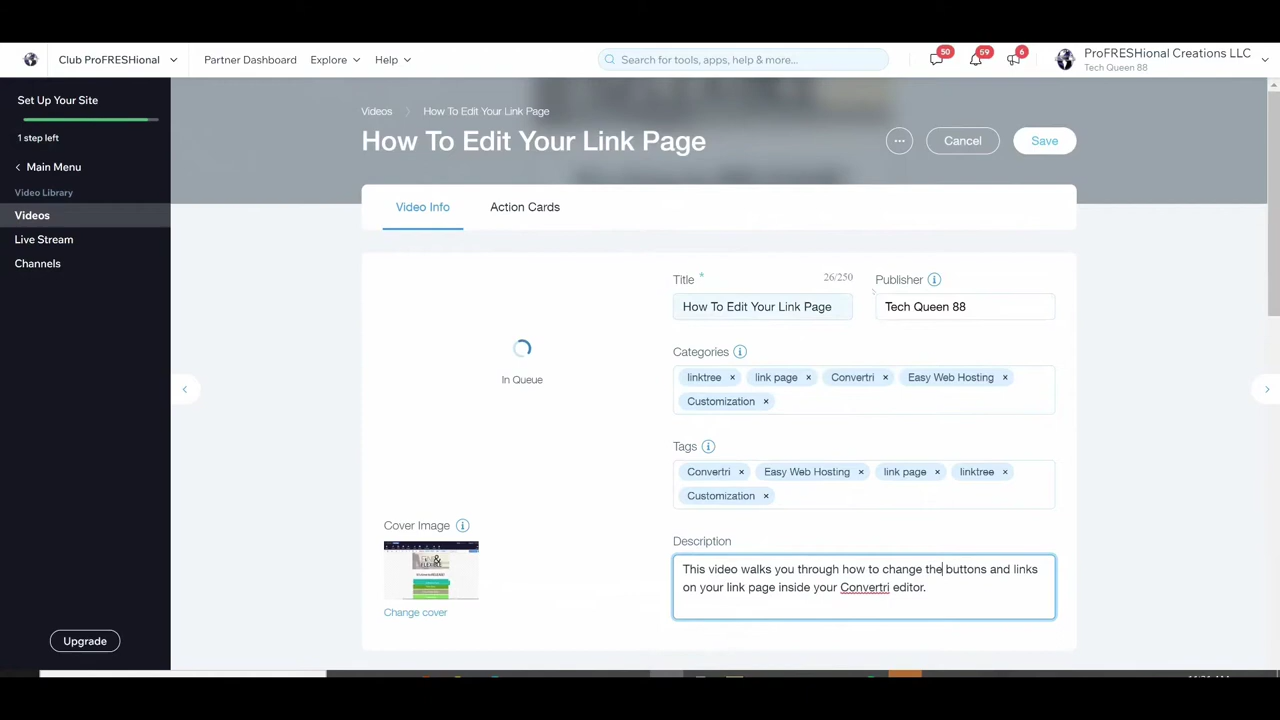 Club ProFRESHional
Partner Dashboard
Explore
Help
Search for tools, apps, help & more...
50
59
6
ProFRESHional Creations LLC
Tech Queen 88
Set Up Your Site
1 step left
Main Menu
Video Library
Videos
Live Stream
Channels
Upgrade
Videos
How To Edit Your Link Page
How To Edit Your Link Page
Cancel
Save
Video Info
Action Cards
In Queue
Cover Image
Change cover
Title *
26/250
How To Edit Your Link Page
Publisher
Tech Queen 88
Categories
linktree × link page × Convertri × Easy Web Hosting ×
Customization ×
Tags
Convertri × Easy Web Hosting × link page × linktree ×
Customization ×
Description
This video walks you through how to change the buttons and links
on your link page inside your Convertri editor.